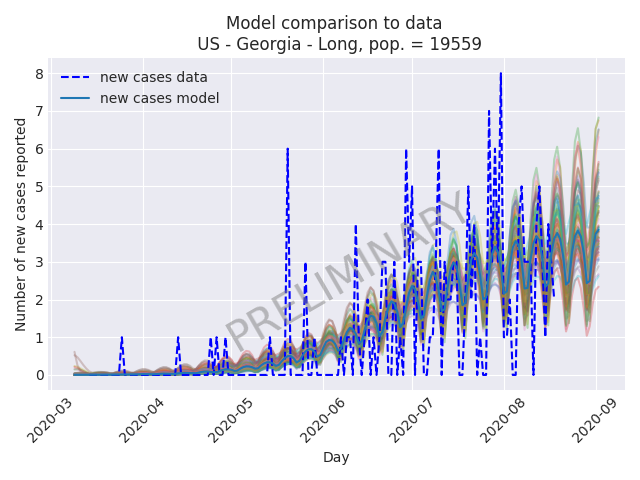 Model comparison to data
US - Georgia - Long, pop. = 19559
new cases data
new cases model
8
7
6
5
4
3
2
1
0
Number of new cases reported
PRELIMINARY
2020-03
2020-04
2020-05
2020-06
2020-07
2020-08
2020-09
Day